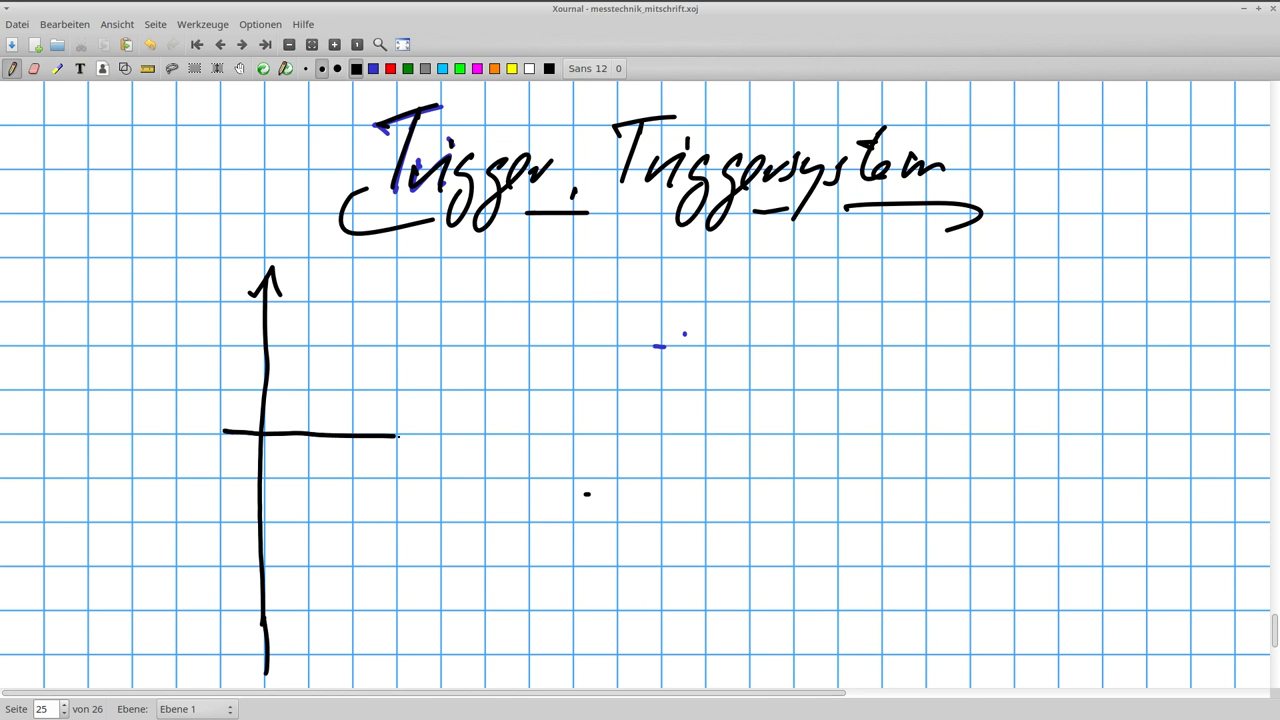 Xournal - messtechnik_mitschrift.xoj
Datei Bearbeiten Ansicht Seite Werkzeuge Optionen Hilfe
Sans 12 0
Trigger. Triggersystem
Seite 25 von 26 Ebene: Ebene 1